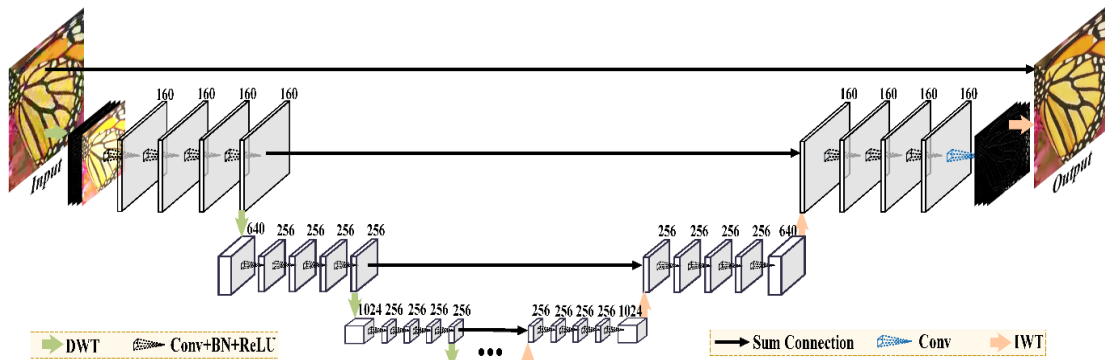 160 160 160 160
160 160 160 160
Input
Output
640 256 256 256 256
256 256 256 256 640
1024 256 256 256 256
256 256 256 256 1024
•••
DWT
Conv+BN+ReLU
Sum Connection
Conv
IWT